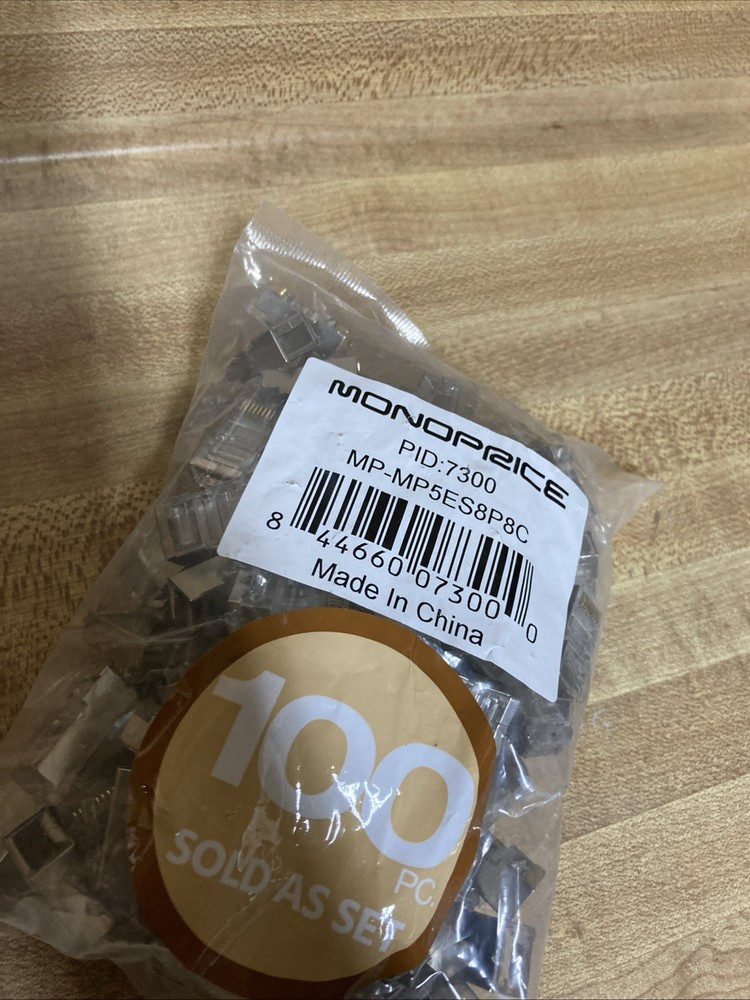 MONOPRICE
PID:7300
MP-MP5ES8P8C
8 44660 07300 0
Made In China
100
PC.
SOLD AS SET